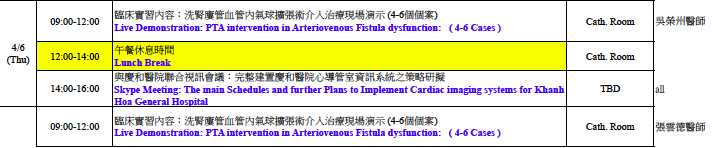 09:00-12:00
臨床實習內容：洗腎廔管血管內氣球擴張術介入治療現場演示 (4-6個個案)
Live Demonstration: PTA intervention in Arteriovenous Fistula dysfunction: ( 4-6 Cases )
Cath. Room
吳榮州醫師
4/6
(Thu)
12:00-14:00
午餐休息時間
Lunch Break
Cath. Room
14:00-16:00
與慶和醫院聯合視訊會議：完整建置慶和醫院心導管室資訊系統之策略研擬
Skype Meeting: The main Schedules and further Plans to Implement Cardiac imaging systems for Khanh
Hoa General Hospital
TBD
all
09:00-12:00
臨床實習內容：洗腎廔管血管內氣球擴張術介入治療現場演示 (4-6個個案)
Live Demonstration: PTA intervention in Arteriovenous Fistula dysfunction: ( 4-6 Cases )
Cath. Room
張雲德醫師